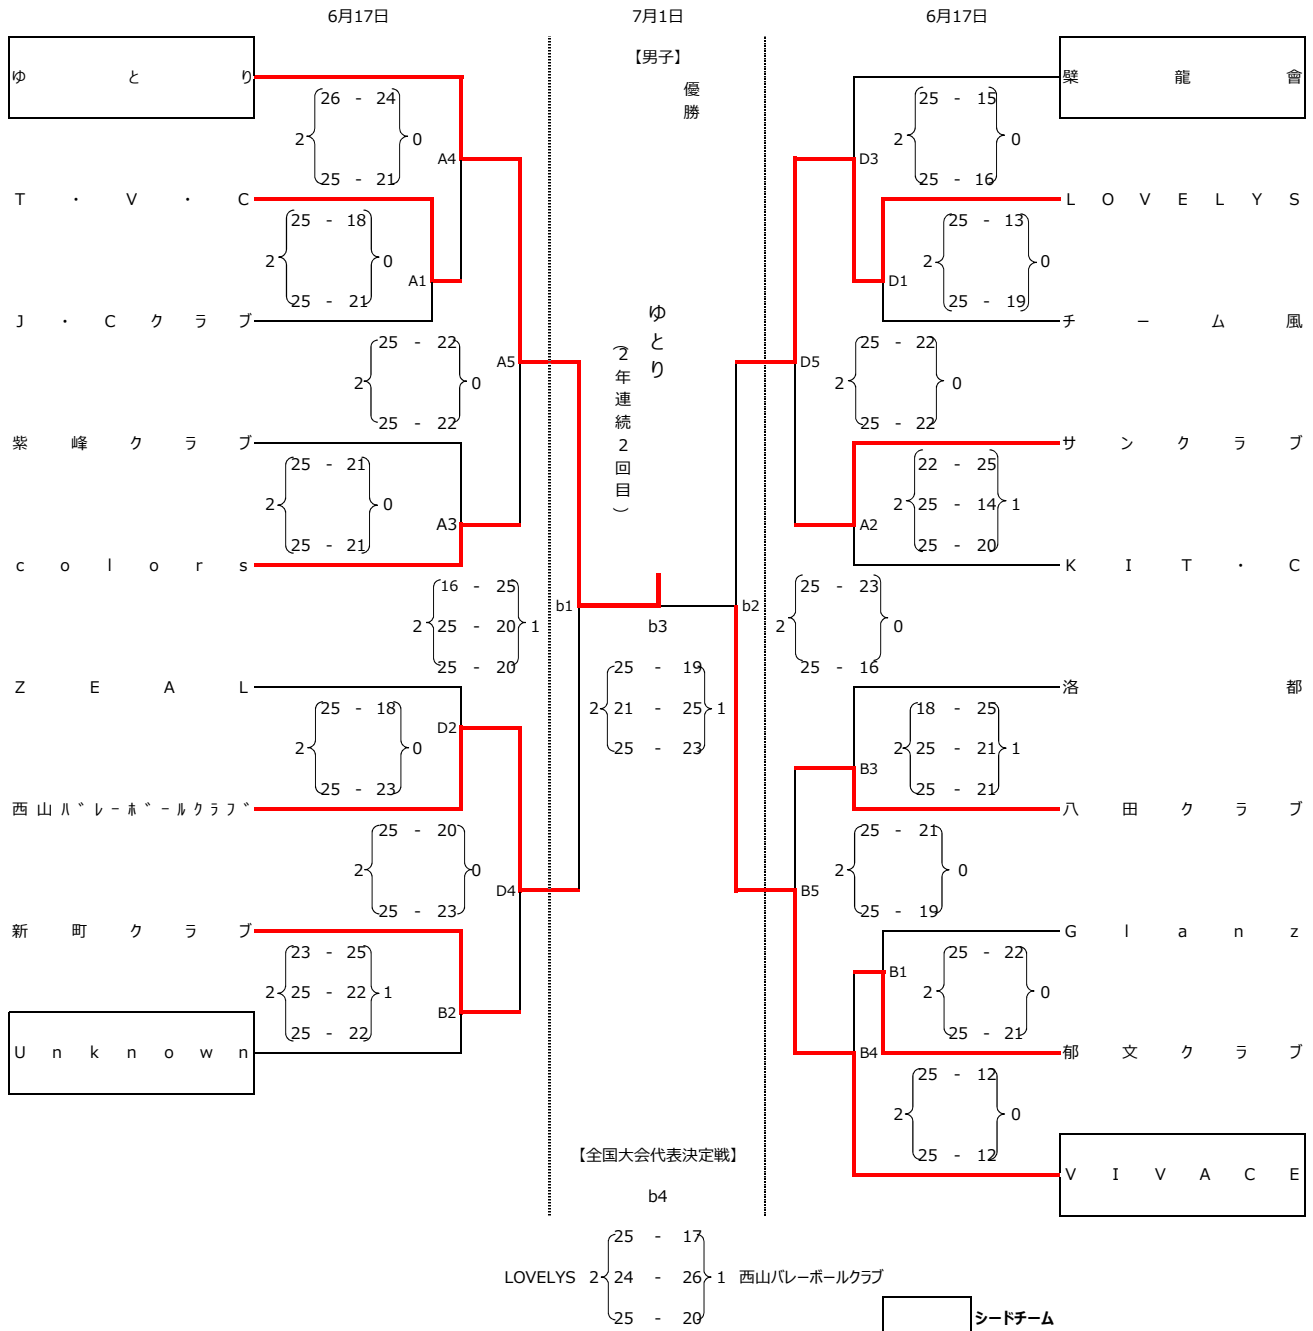 6月17日 7月1日 6月17日
【男子】
優勝
ゆとり
(2年連続2回目)
ゆとり
26 - 24
2 0
25 - 21
A4
T・V・C
25 - 18
2 0
25 - 21
A1
J・Cクラブ
25 - 22
2 0
25 - 22
A5
紫峰クラブ
25 - 21
2 0
25 - 21
A3
colors
16 - 25
2 25 - 20 1
25 - 20
b1
ZEAL
25 - 18
2 0
25 - 23
D2
西山バレーボールクラブ
25 - 20
2 0
25 - 23
D4
新町クラブ
23 - 25
2 25 - 22 1
25 - 22
B2
Unknown
b3
25 - 19
2 21 - 25 1
25 - 23
25 - 15
2 0
25 - 16
D3
龍會
LOVELYS
25 - 13
2 0
25 - 19
D1
チーム風
25 - 22
2 0
25 - 22
D5
サンクラブ
22 - 25
2 25 - 14 1
25 - 20
A2
KIT・C
25 - 23
2 0
25 - 16
b2
洛都
18 - 25
2 25 - 21 1
25 - 21
B3
八田クラブ
25 - 21
2 0
25 - 19
B5
Glanz
25 - 22
2 0
25 - 21
B1
郁文クラブ
25 - 12
2 0
25 - 12
B4
VIVACE
【全国大会代表決定戦】
b4
25 - 17
LOVELYS 2 24 - 26 1 西山バレーボールクラブ
25 - 20
シードチーム